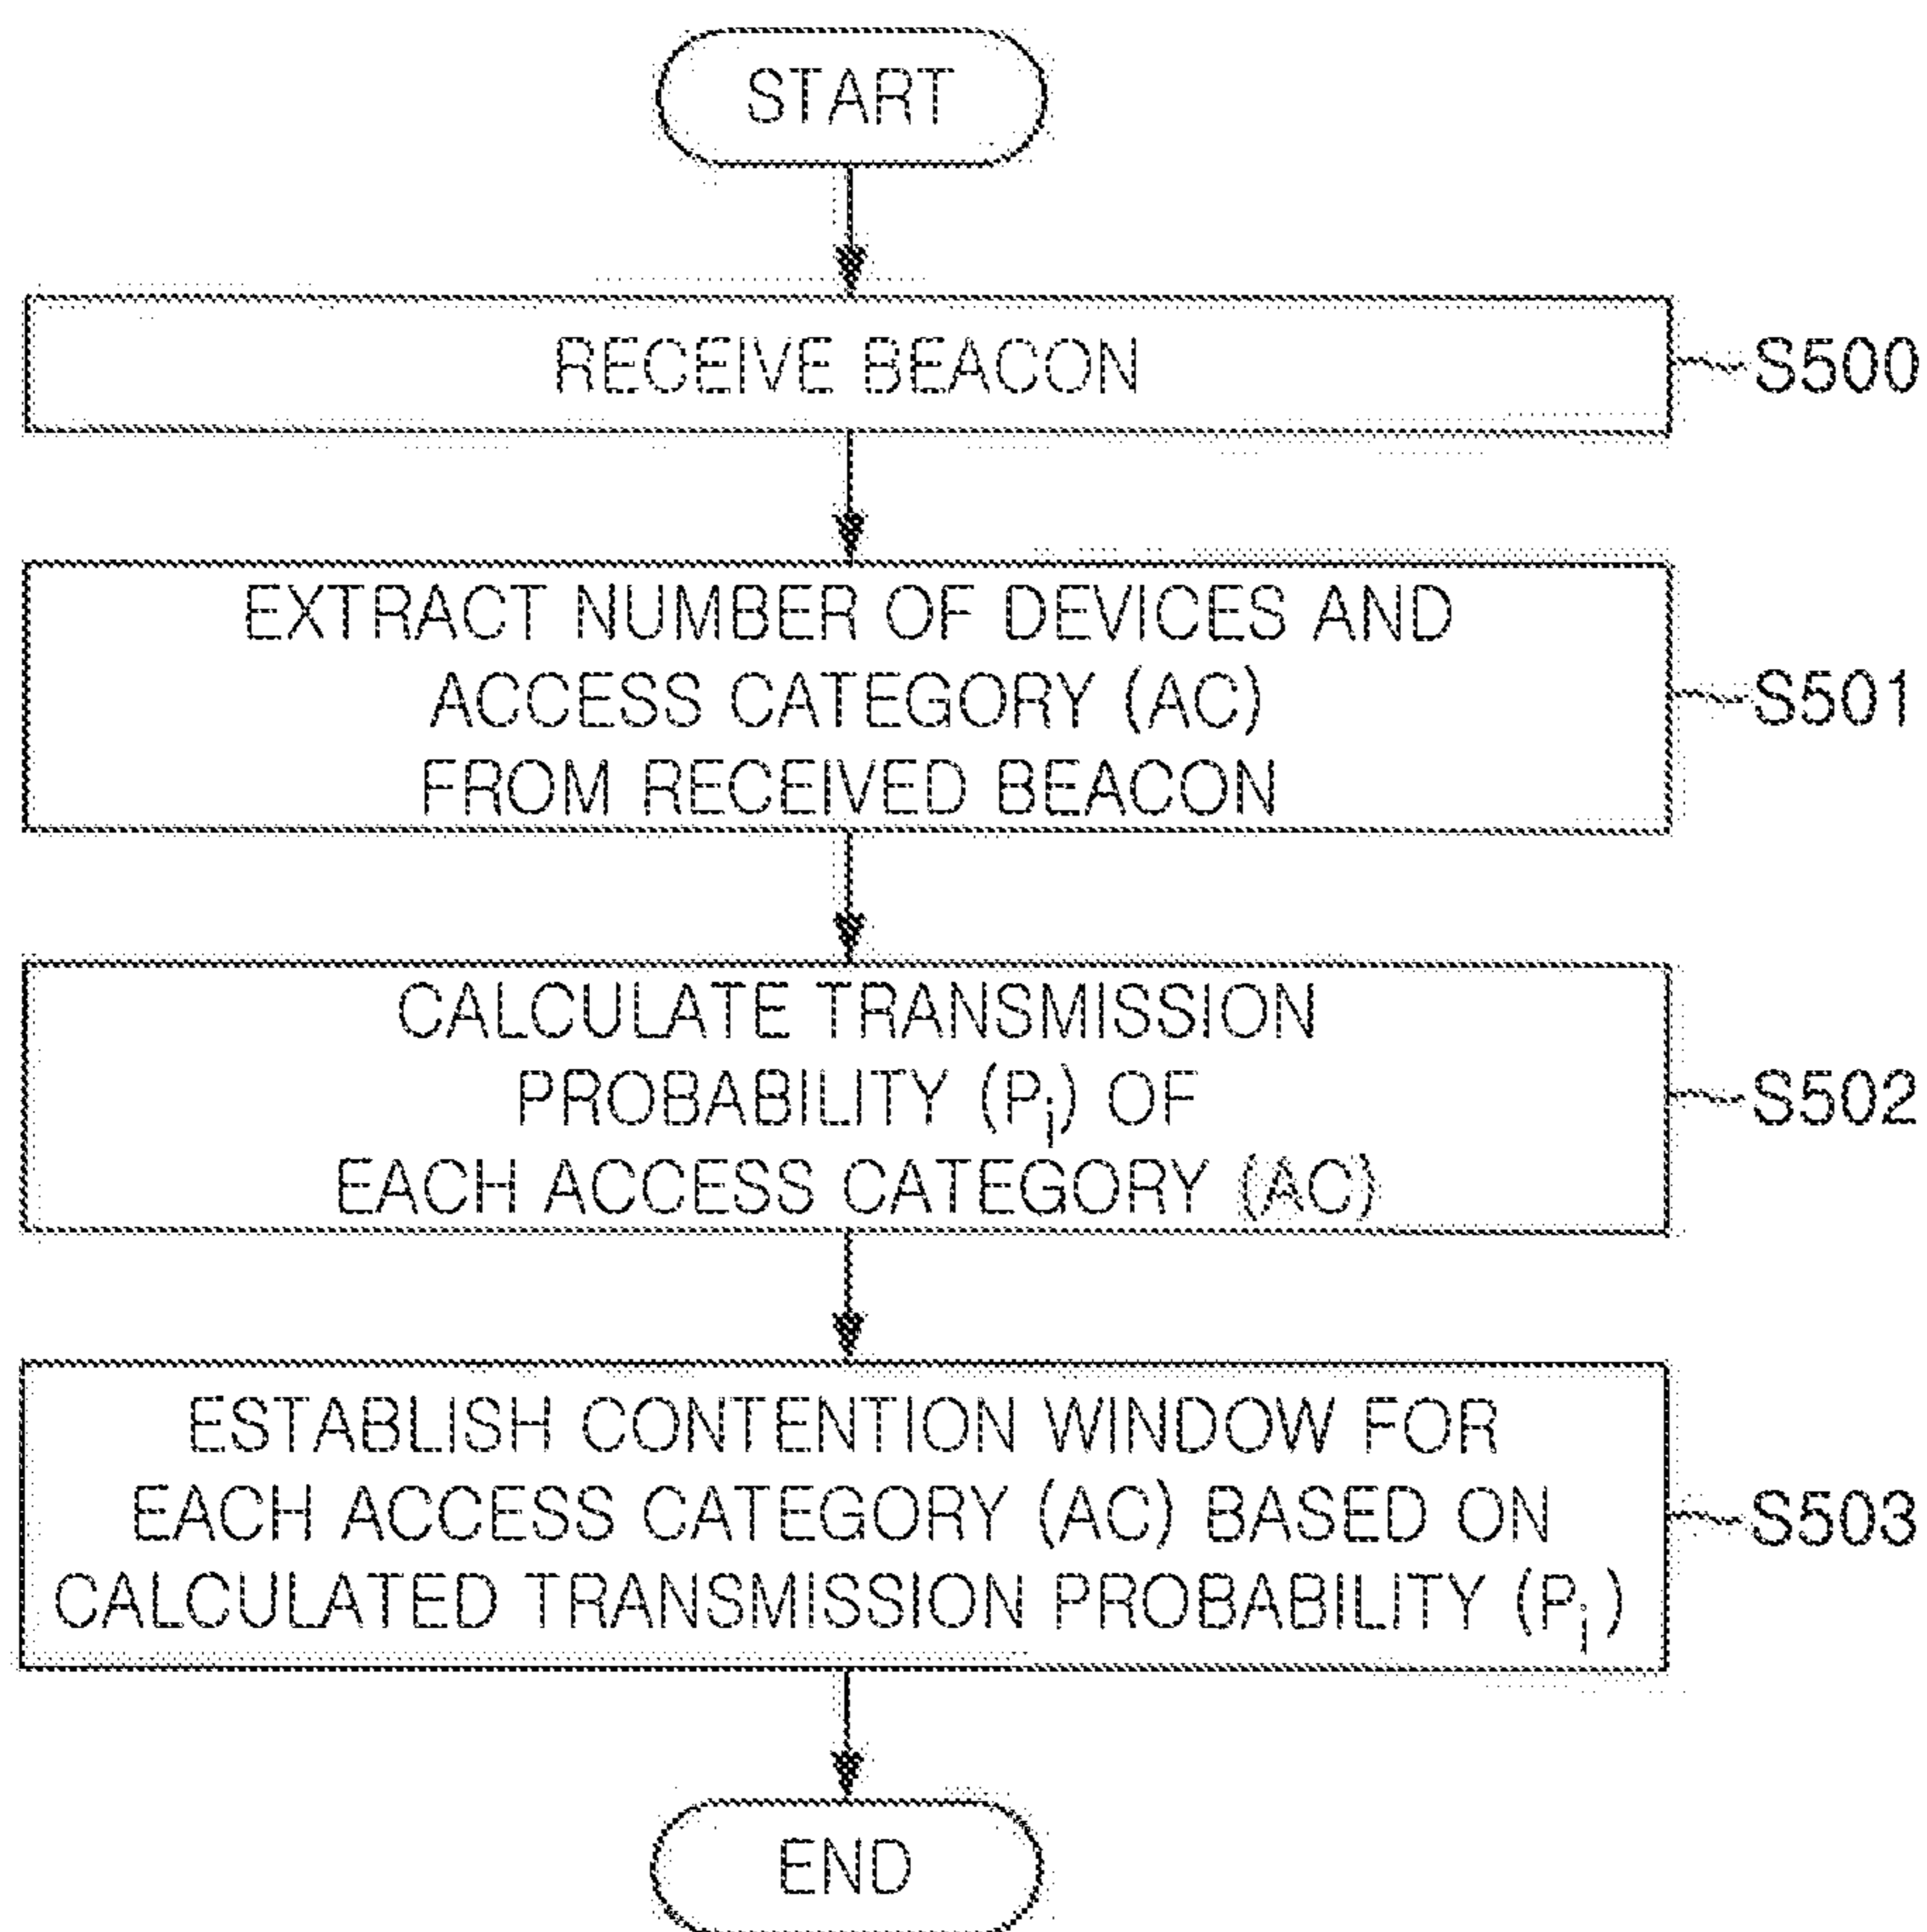 START
RECEIVE BEACON
S500
EXTRACT NUMBER OF DEVICES AND
ACCESS CATEGORY (AC)
FROM RECEIVED BEACON
S501
CALCULATE TRANSMISSION
PROBABILITY (Pi) OF
EACH ACCESS CATEGORY (AC)
S502
ESTABLISH CONTENTION WINDOW FOR
EACH ACCESS CATEGORY (AC) BASED ON
CALCULATED TRANSMISSION PROBABILITY (Pi)
S503
END